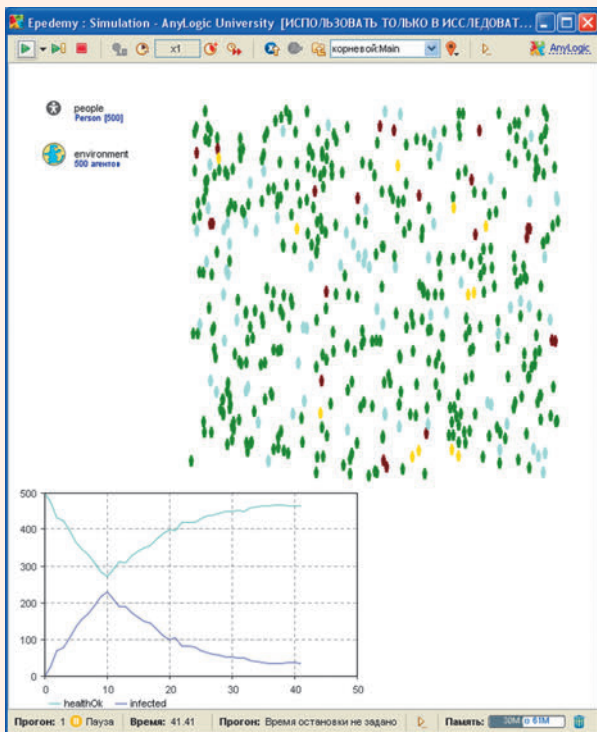 Epedemy : Simulation - AnyLogic University [ИСПОЛЬЗОВАТЬ ТОЛЬКО В ИССЛЕДОВАТ...
x1
корневой:Main
AnyLogic
people
Person [500]
environment
500 агентов
500
400
300
200
100
0
0 10 20 30 40 50
healthOk infected
Прогон: 1 Пауза Время: 41.41 Прогон: Время остановки не задано Память: 30M о 61M